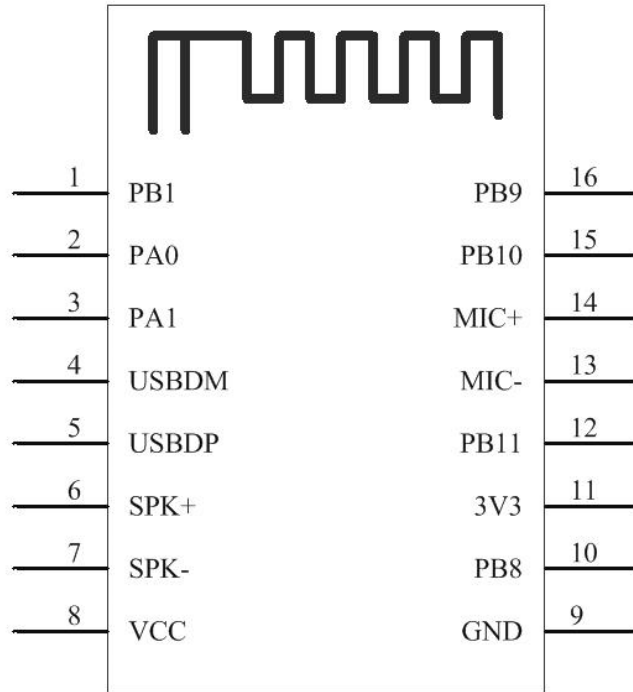 1 PB1 PB9 16
2 PA0 PB10 15
3 PA1 MIC+ 14
4 USBDM MIC- 13
5 USBDP PB11 12
6 SPK+ 3V3 11
7 SPK- PB8 10
8 VCC GND 9